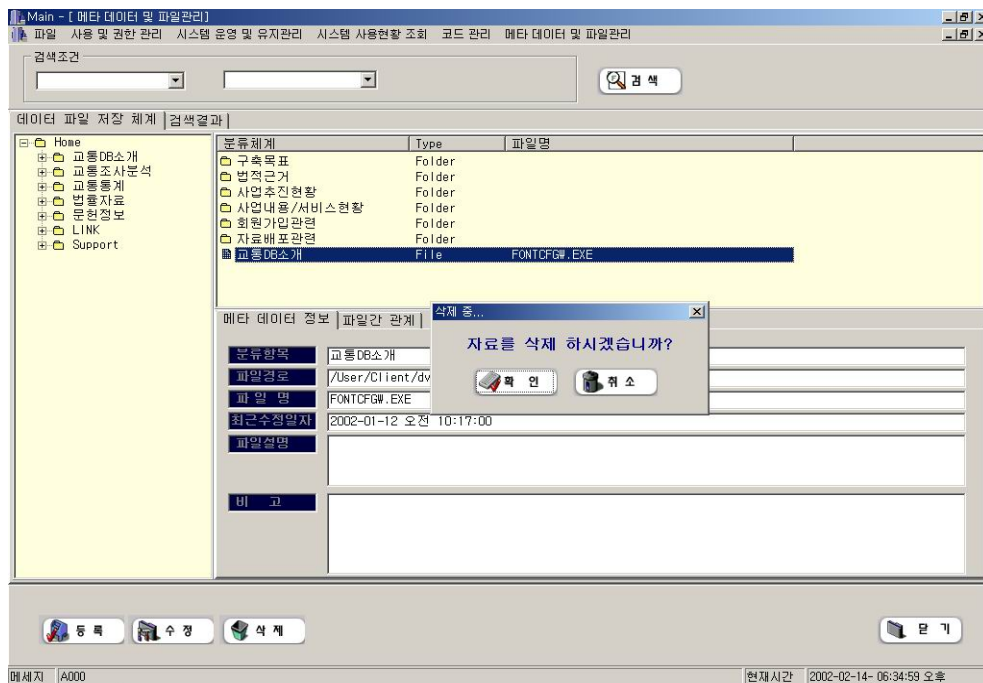 Main - [ 메타 데이터 및 파일관리]
파일 사용 및 권한 관리 시스템 운영 및 유지관리 시스템 사용현황 조회 코드 관리 메타 데이터 및 파일관리
검색조건
검 색
데이터 파일 저장 체계 검색결과
Home
교통DB소개
교통조사분석
교통통계
법률자료
문헌정보
LINK
Support
분류체계 Type 파일명
구축목표 Folder
법적근거 Folder
사업추진현황 Folder
사업내용/서비스현황 Folder
회원가입관련 Folder
자료배포관련 Folder
교통DB소개 File FONTCFG₩.EXE
메타 데이터 정보 파일간 관계
삭제 중...
자료를 삭제 하시겠습니까?
확 인 취 소
분류항목 교통DB소개
파일경로 /User/Client/dv
파 일 명 FONTCFG₩.EXE
최근수정일자 2002-01-12 오전 10:17:00
파일설명
비 고
등 록 수 정 삭 제 닫 기
메세지 A000 현재시간 2002-02-14- 06:34:59 오후